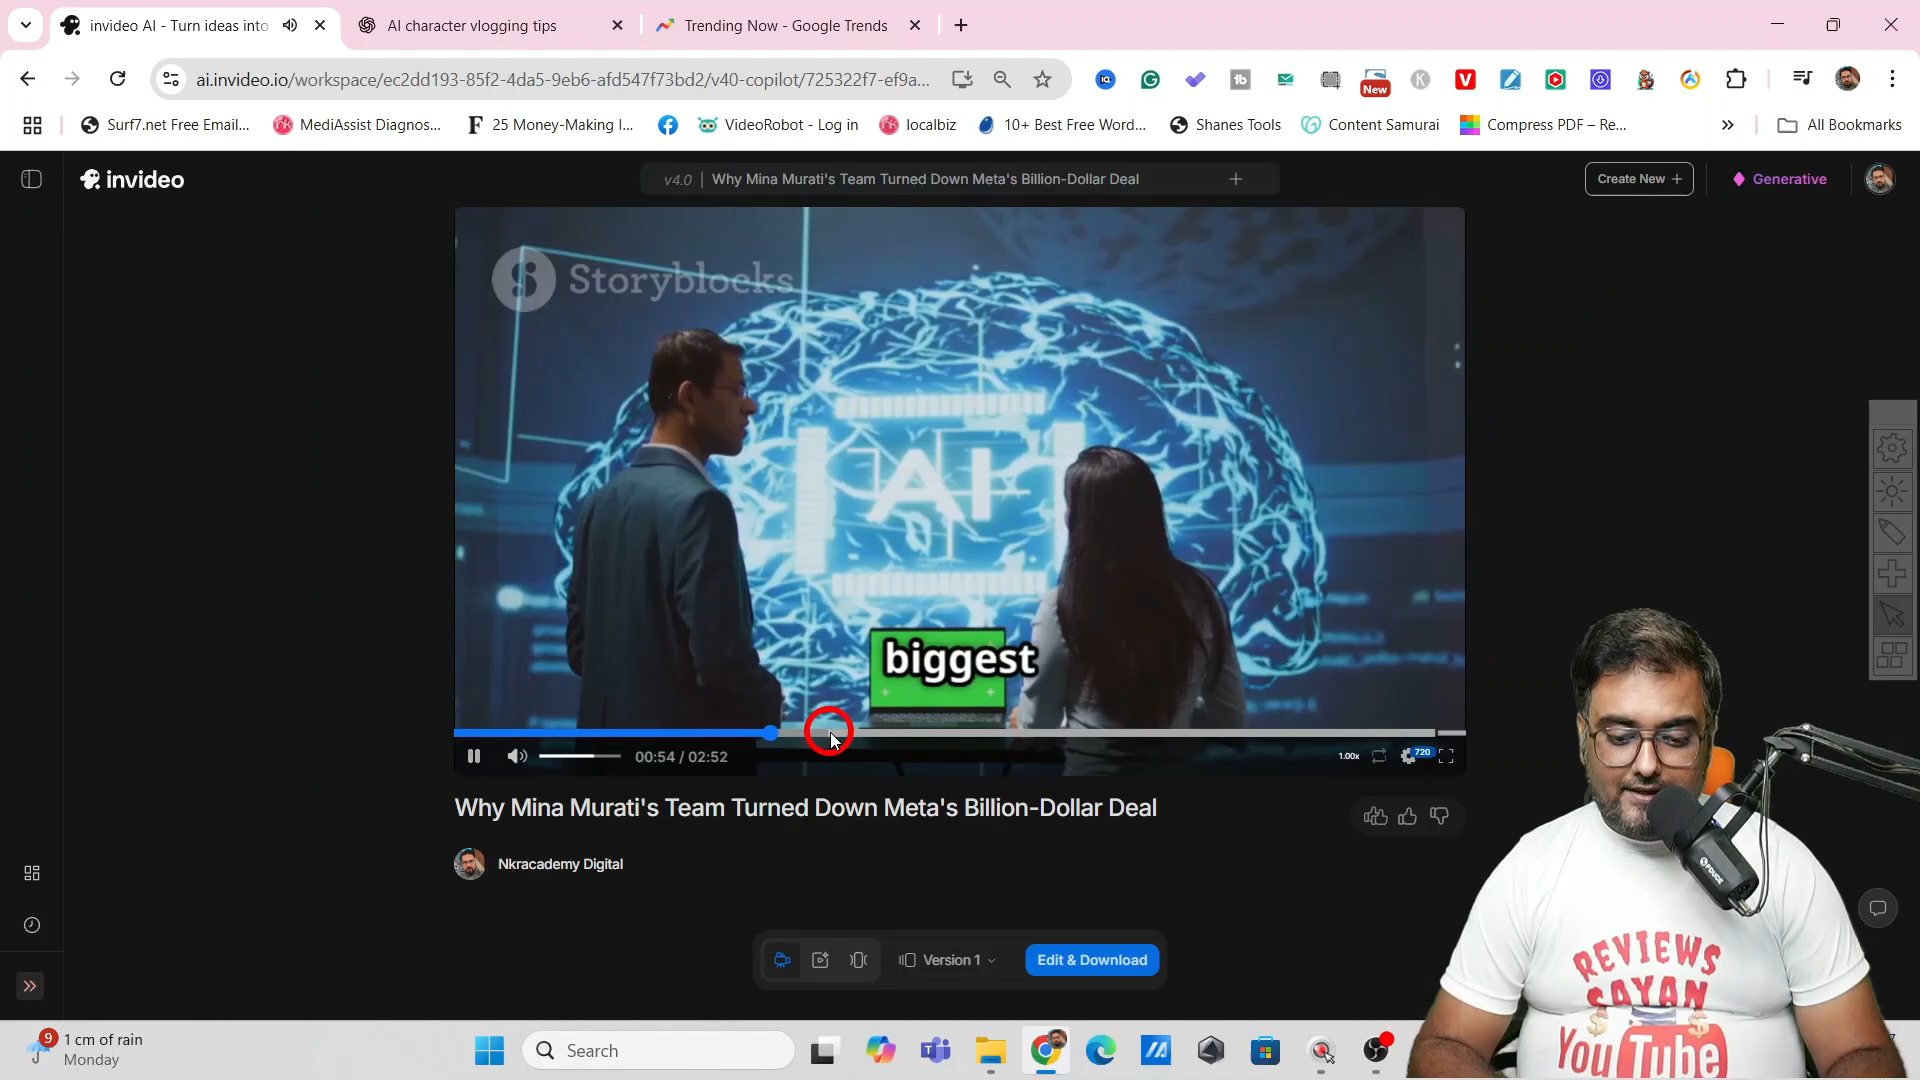 invideo AI - Turn ideas into
AI character vlogging tips
Trending Now - Google Trends
ai.invideo.io/workspace/ec2dd193-85f2-4da5-9eb6-afd547f73bd2/v40-copilot/725322f7-ef9a...
New
Surf7.net Free Email...
MediAssist Diagnos...
25 Money-Making I...
VideoRobot - Log in
localbiz
10+ Best Free Word...
Shanes Tools
Content Samurai
Compress PDF – Re...
All Bookmarks
invideo
v4.0 | Why Mina Murati's Team Turned Down Meta's Billion-Dollar Deal
Create New +
Generative
Storyblocks
AI
biggest
00:54 / 02:52
1.00x
720
Why Mina Murati's Team Turned Down Meta's Billion-Dollar Deal
Nkracademy Digital
Version 1
Edit & Download
REVIEWS
SAYAN
YouTube
9
1 cm of rain
Monday
Search